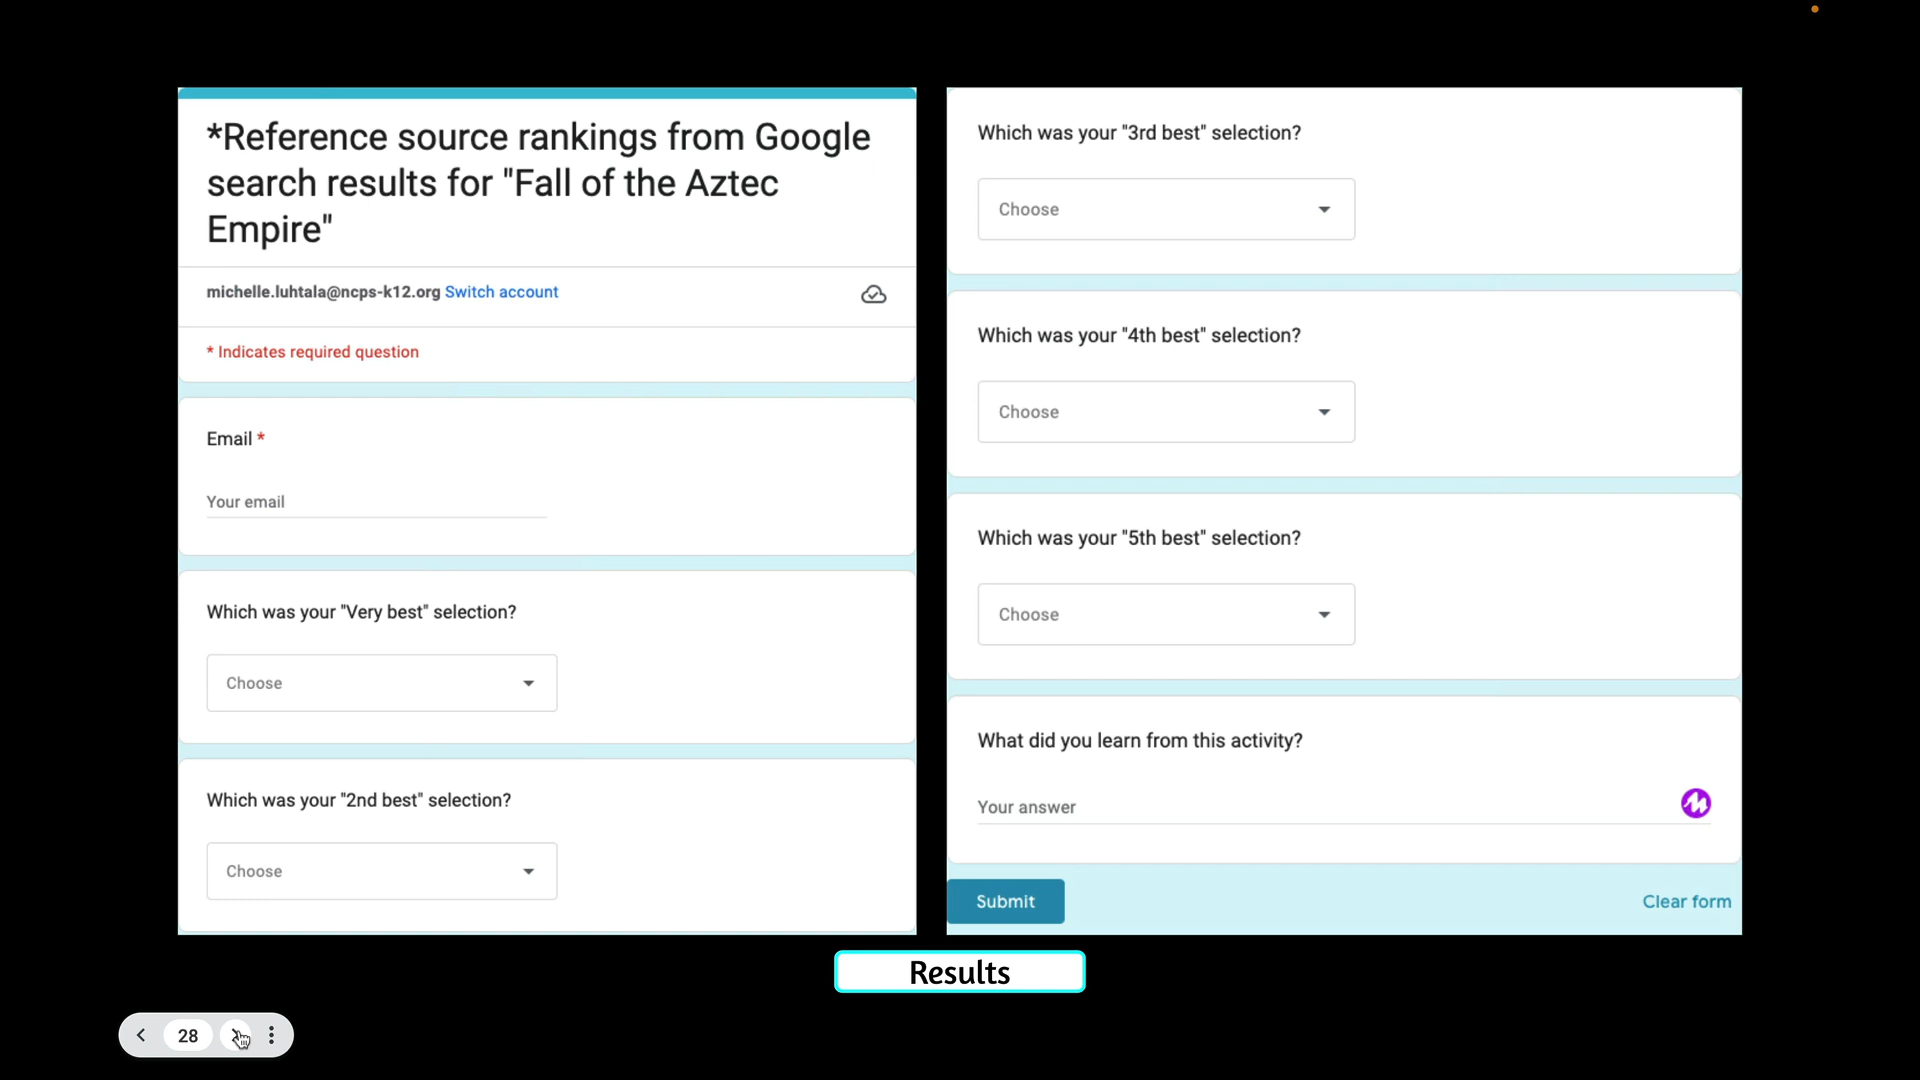 *Reference source rankings from Google
search results for "Fall of the Aztec
Empire"
michelle.luhtala@ncps-k12.org Switch account
* Indicates required question
Email *
Your email
Which was your "Very best" selection?
Choose
Which was your "2nd best" selection?
Choose
Which was your "3rd best" selection?
Choose
Which was your "4th best" selection?
Choose
Which was your "5th best" selection?
Choose
What did you learn from this activity?
Your answer
Submit
Clear form
Results
28